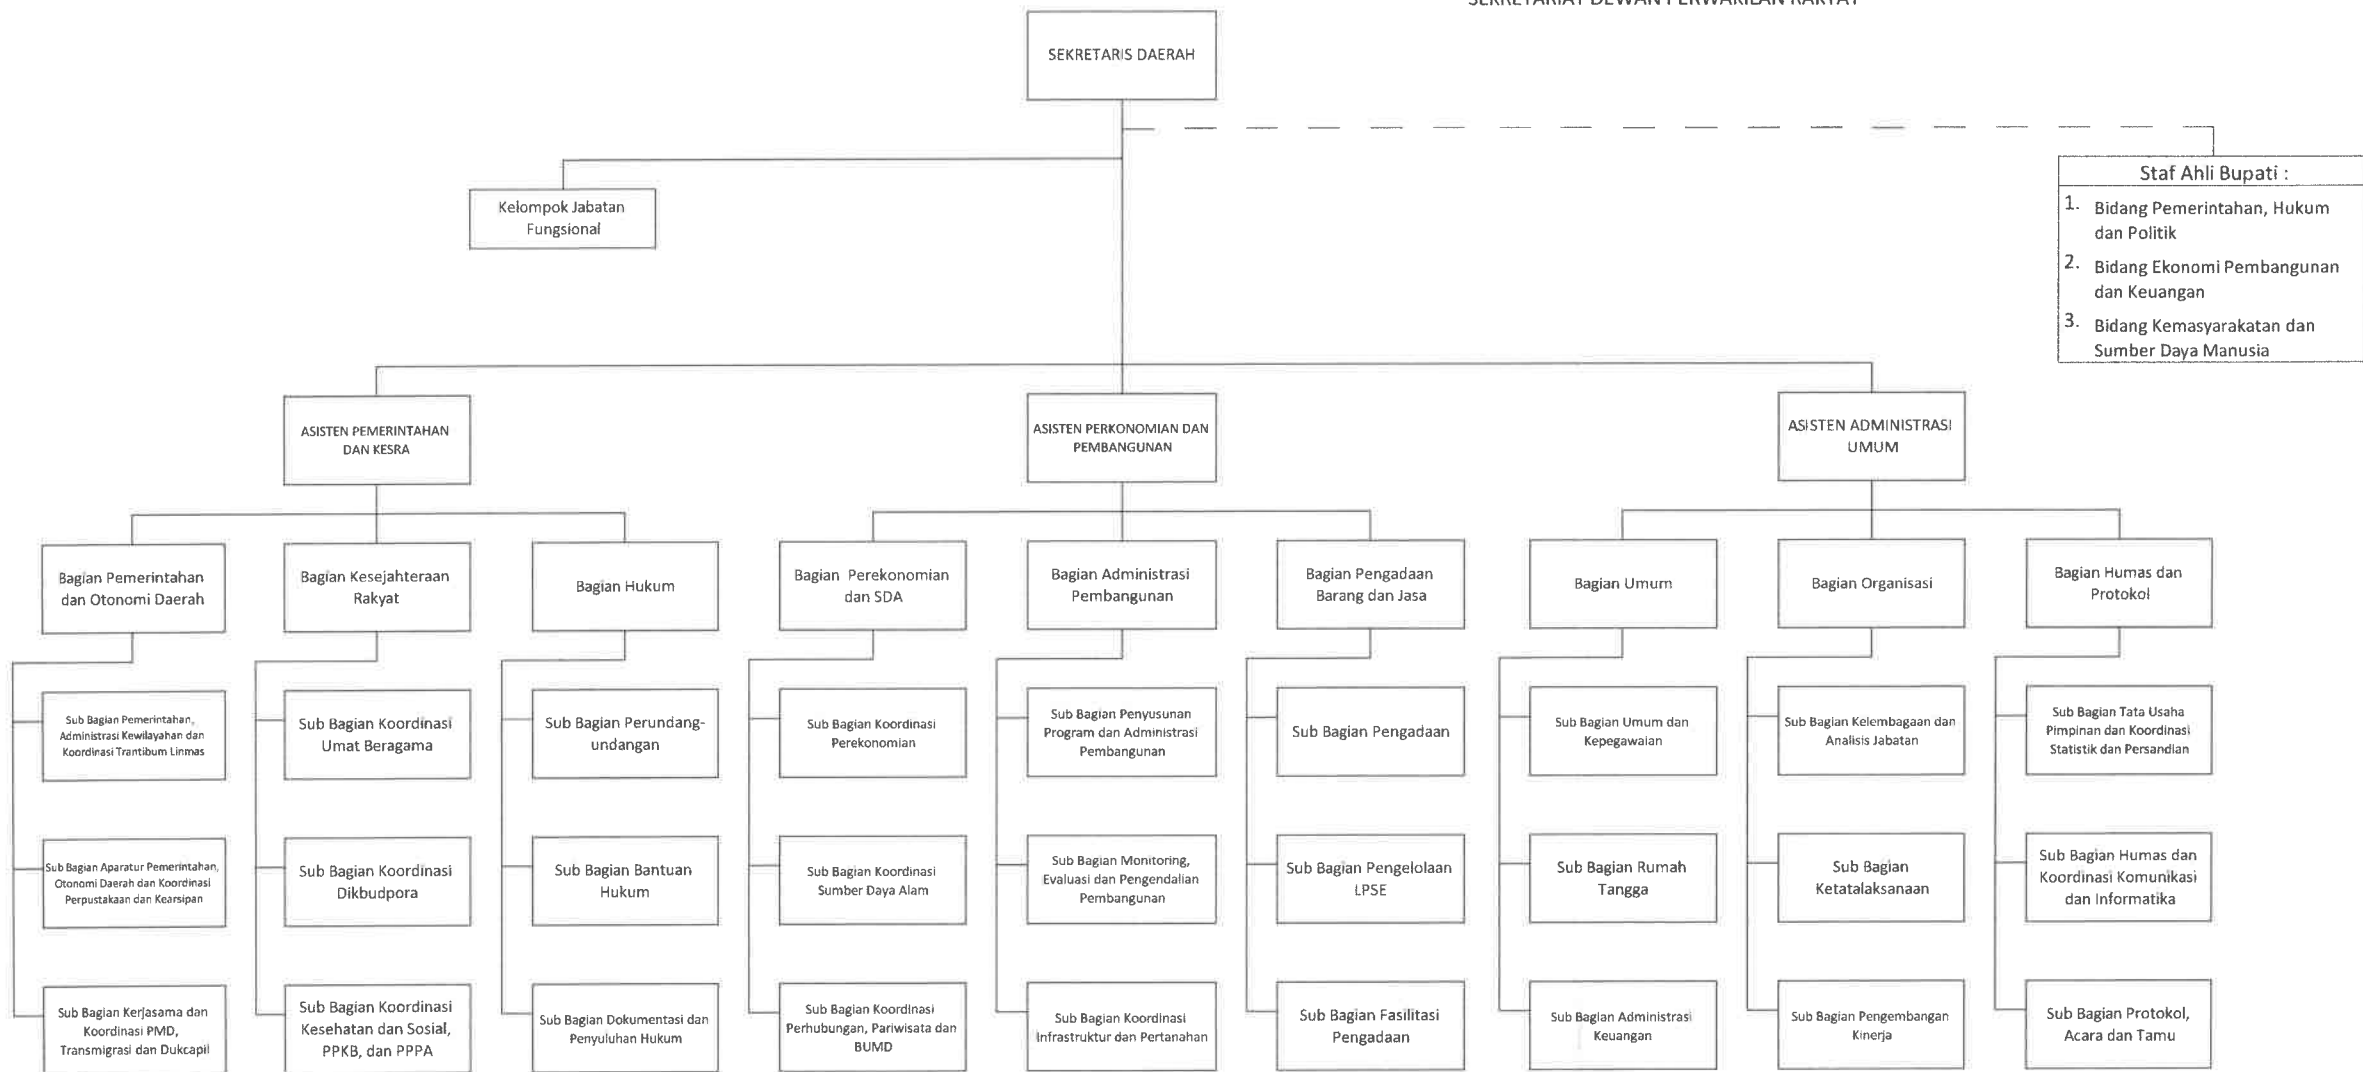 SEKRETARIAT DEWAN PERWAKILAN RAKYAT
SEKRETARIS DAERAH
Kelompok Jabatan
Fungsional
Staf Ahli Bupati :
1. Bidang Pemerintahan, Hukum
dan Politik
2. Bidang Ekonomi Pembangunan
dan Keuangan
3. Bidang Kemasyarakatan dan
Sumber Daya Manusia
ASISTEN PEMERINTAHAN
DAN KESRA
ASISTEN PERKONOMIAN DAN
PEMBANGUNAN
ASISTEN ADMINISTRASI
UMUM
Bagian Pemerintahan
dan Otonomi Daerah
Bagian Kesejahteraan
Rakyat
Bagian Hukum
Bagian Perekonomian
dan SDA
Bagian Administrasi
Pembangunan
Bagian Pengadaan
Barang dan Jasa
Bagian Umum
Bagian Organisasi
Bagian Humas dan
Protokol
Sub Bagian Pemerintahan,
Administrasi Kewilayahan dan
Koordinasi Trantibum Linmas
Sub Bagian Koordinasi
Umat Beragama
Sub Bagian Perundang-
undangan
Sub Bagian Koordinasi
Perekonomian
Sub Bagian Penyusunan
Program dan Administrasi
Pembangunan
Sub Bagian Pengadaan
Sub Bagian Umum dan
Kepegawaian
Sub Bagian Kelembagaan dan
Analisis Jabatan
Sub Bagian Tata Usaha
Pimpinan dan Koordinasi
Statistik dan Persandian
Sub Bagian Aparatur Pemerintahan,
Otonomi Daerah dan Koordinasi
Perpustakaan dan Kearsipan
Sub Bagian Koordinasi
Dikbudpora
Sub Bagian Bantuan
Hukum
Sub Bagian Koordinasi
Sumber Daya Alam
Sub Bagian Monitoring,
Evaluasi dan Pengendalian
Pembangunan
Sub Bagian Pengelolaan
LPSE
Sub Bagian Rumah
Tangga
Sub Bagian
Ketatalaksanaan
Sub Bagian Humas dan
Koordinasi Komunikasi
dan Informatika
Sub Bagian Kerjasama dan
Koordinasi PMD,
Transmigrasi dan Dukcapil
Sub Bagian Koordinasi
Kesehatan dan Sosial,
PPKB, dan PPPA
Sub Bagian Dokumentasi dan
Penyuluhan Hukum
Sub Bagian Koordinasi
Perhubungan, Pariwisata dan
BUMD
Sub Bagian Koordinasi
Infrastruktur dan Pertanahan
Sub Bagian Fasilitasi
Pengadaan
Sub Bagian Administrasi
Keuangan
Sub Bagian Pengembangan
Kinerja
Sub Bagian Protokol,
Acara dan Tamu